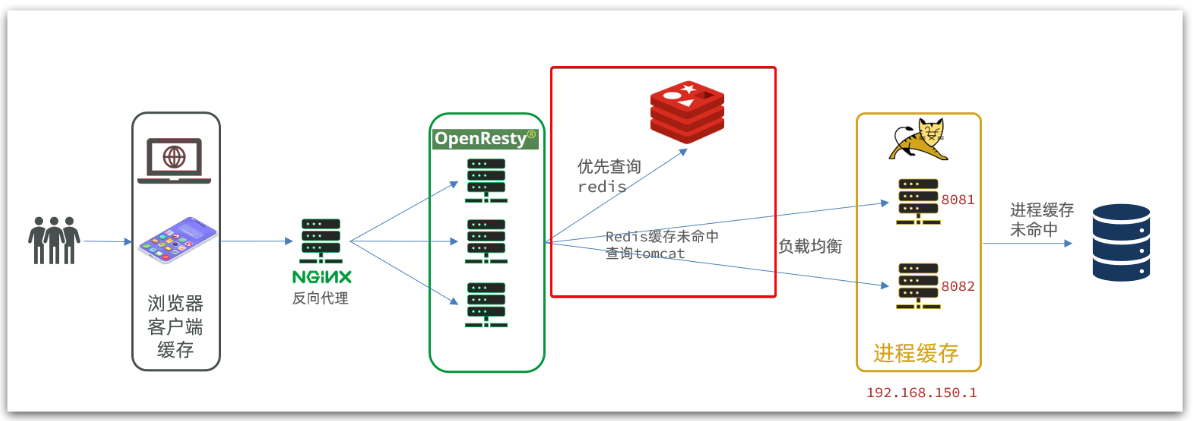 浏览器
客户端
缓存
NGINX
反向代理
OpenResty®
优先查询
redis
Redis缓存未命中
查询tomcat
负载均衡
8081
8082
进程缓存
192.168.150.1
进程缓存
未命中